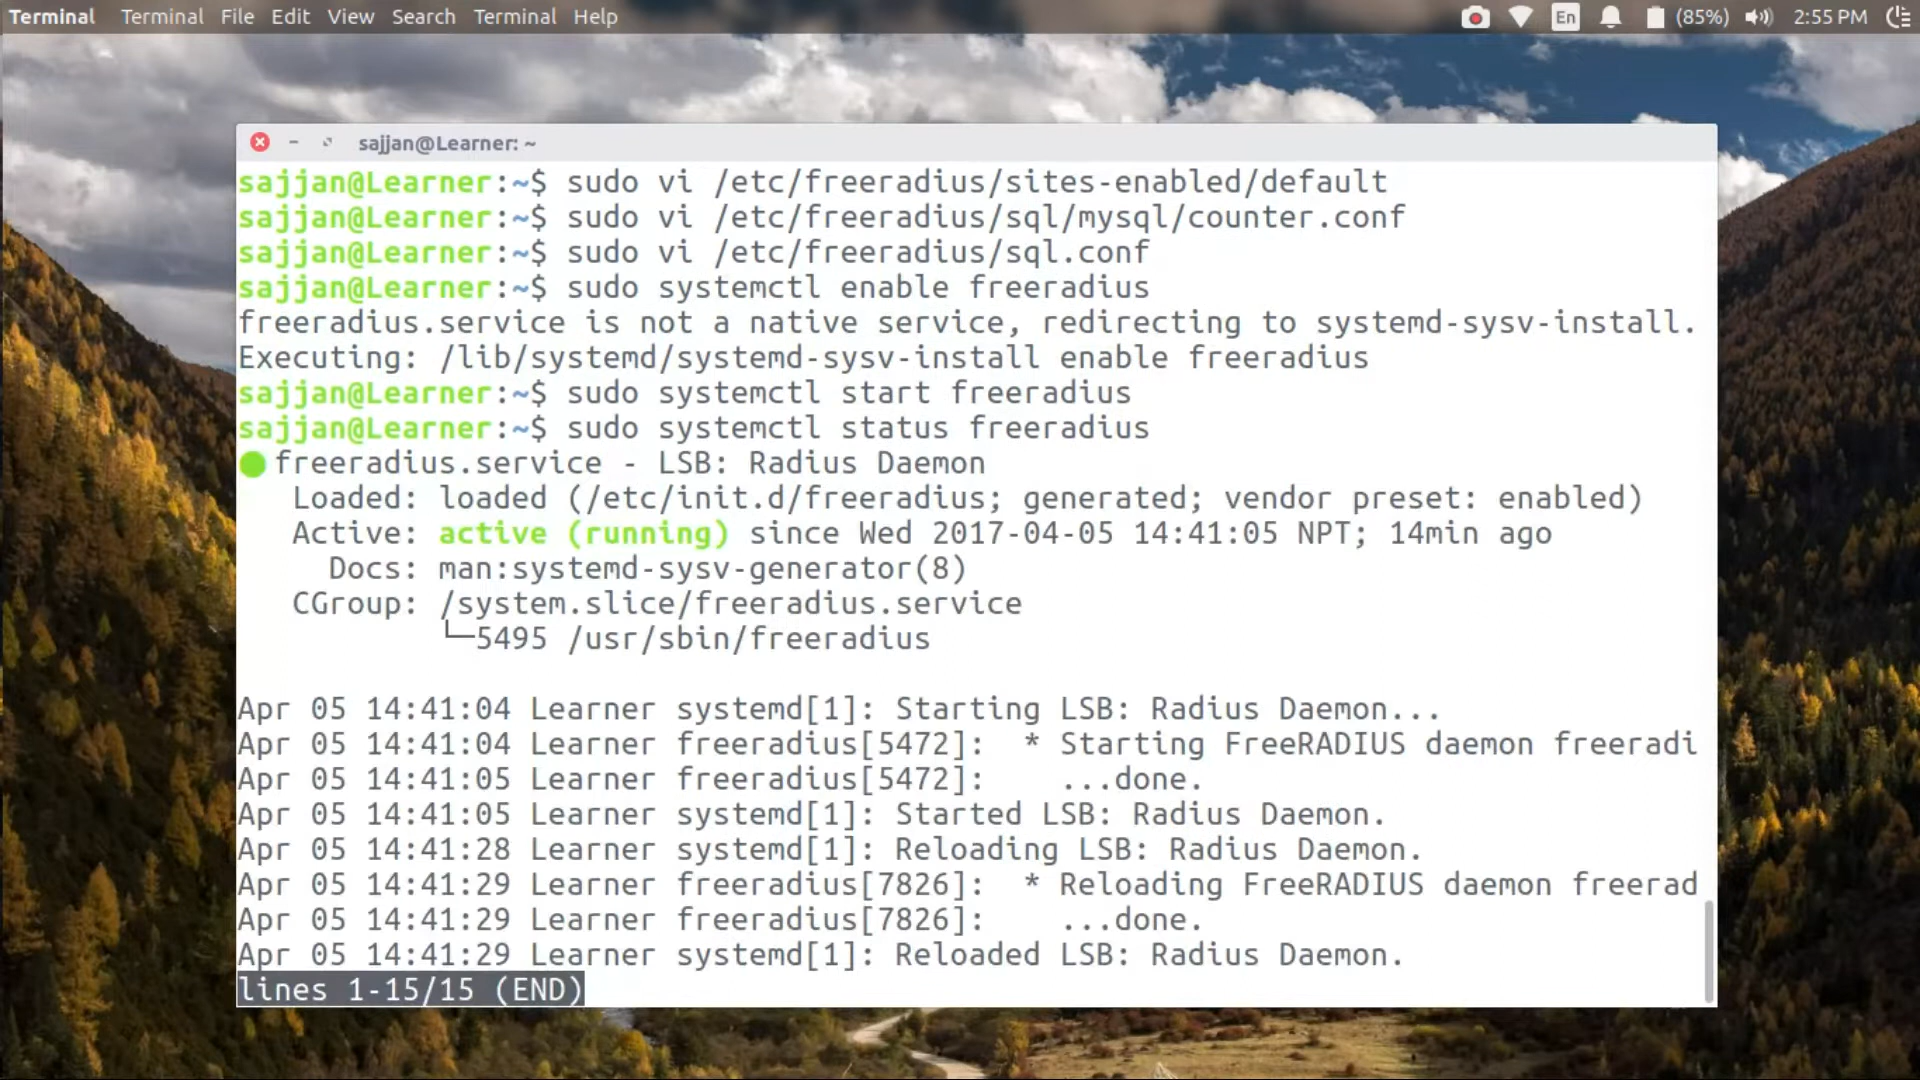 Terminal Terminal File Edit View Search Terminal Help En (85%) 2:55 PM
sajjan@Learner: ~
sajjan@Learner:~$ sudo vi /etc/freeradius/sites-enabled/default
sajjan@Learner:~$ sudo vi /etc/freeradius/sql/mysql/counter.conf
sajjan@Learner:~$ sudo vi /etc/freeradius/sql.conf
sajjan@Learner:~$ sudo systemctl enable freeradius
freeradius.service is not a native service, redirecting to systemd-sysv-install.
Executing: /lib/systemd/systemd-sysv-install enable freeradius
sajjan@Learner:~$ sudo systemctl start freeradius
sajjan@Learner:~$ sudo systemctl status freeradius
● freeradius.service - LSB: Radius Daemon
   Loaded: loaded (/etc/init.d/freeradius; generated; vendor preset: enabled)
   Active: active (running) since Wed 2017-04-05 14:41:05 NPT; 14min ago
     Docs: man:systemd-sysv-generator(8)
   CGroup: /system.slice/freeradius.service
           └─5495 /usr/sbin/freeradius
Apr 05 14:41:04 Learner systemd[1]: Starting LSB: Radius Daemon...
Apr 05 14:41:04 Learner freeradius[5472]:  * Starting FreeRADIUS daemon freeradi
Apr 05 14:41:05 Learner freeradius[5472]:    ...done.
Apr 05 14:41:05 Learner systemd[1]: Started LSB: Radius Daemon.
Apr 05 14:41:28 Learner systemd[1]: Reloading LSB: Radius Daemon.
Apr 05 14:41:29 Learner freeradius[7826]:  * Reloading FreeRADIUS daemon freerad
Apr 05 14:41:29 Learner freeradius[7826]:    ...done.
Apr 05 14:41:29 Learner systemd[1]: Reloaded LSB: Radius Daemon.
lines 1-15/15 (END)